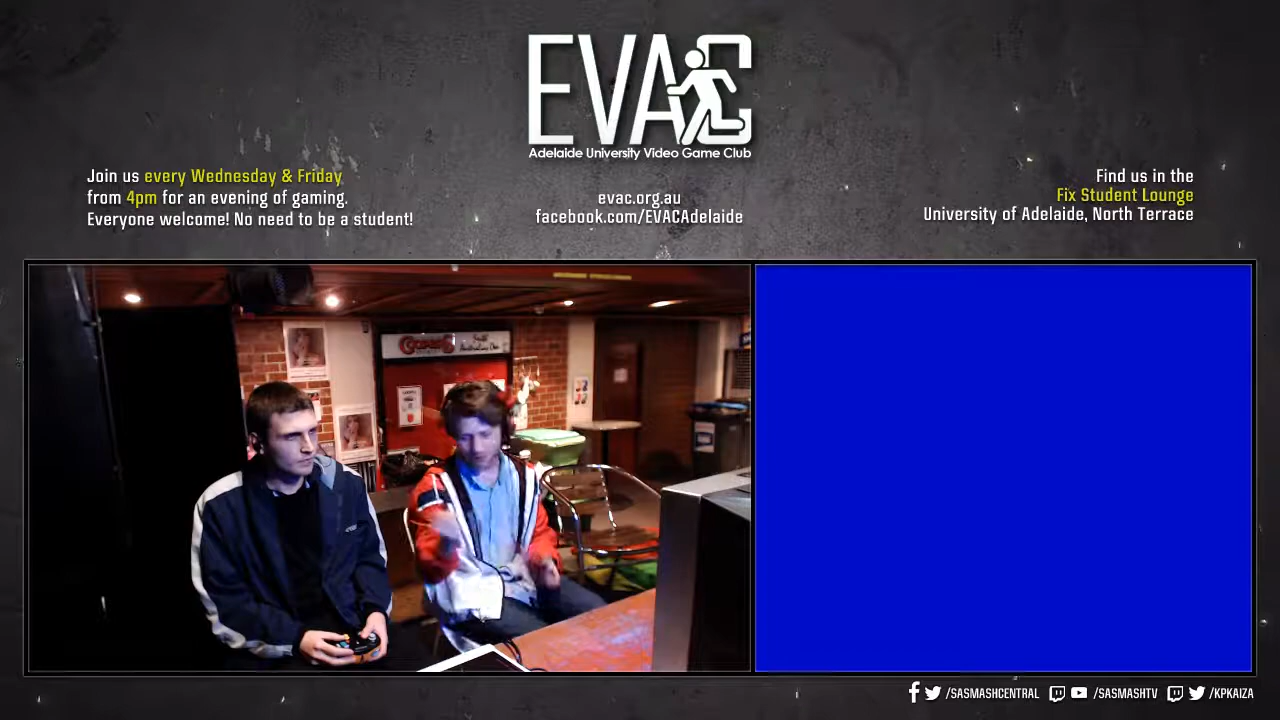 EVAC
Adelaide University Video Game Club
Join us every Wednesday & Friday
from 4pm for an evening of gaming.
Everyone welcome! No need to be a student!
evac.org.au
facebook.com/EVACAdelaide
Find us in the
Fix Student Lounge
University of Adelaide, North Terrace
Coopers
/SASMASHCENTRAL
/SASMASHTV
/KPKAIZA